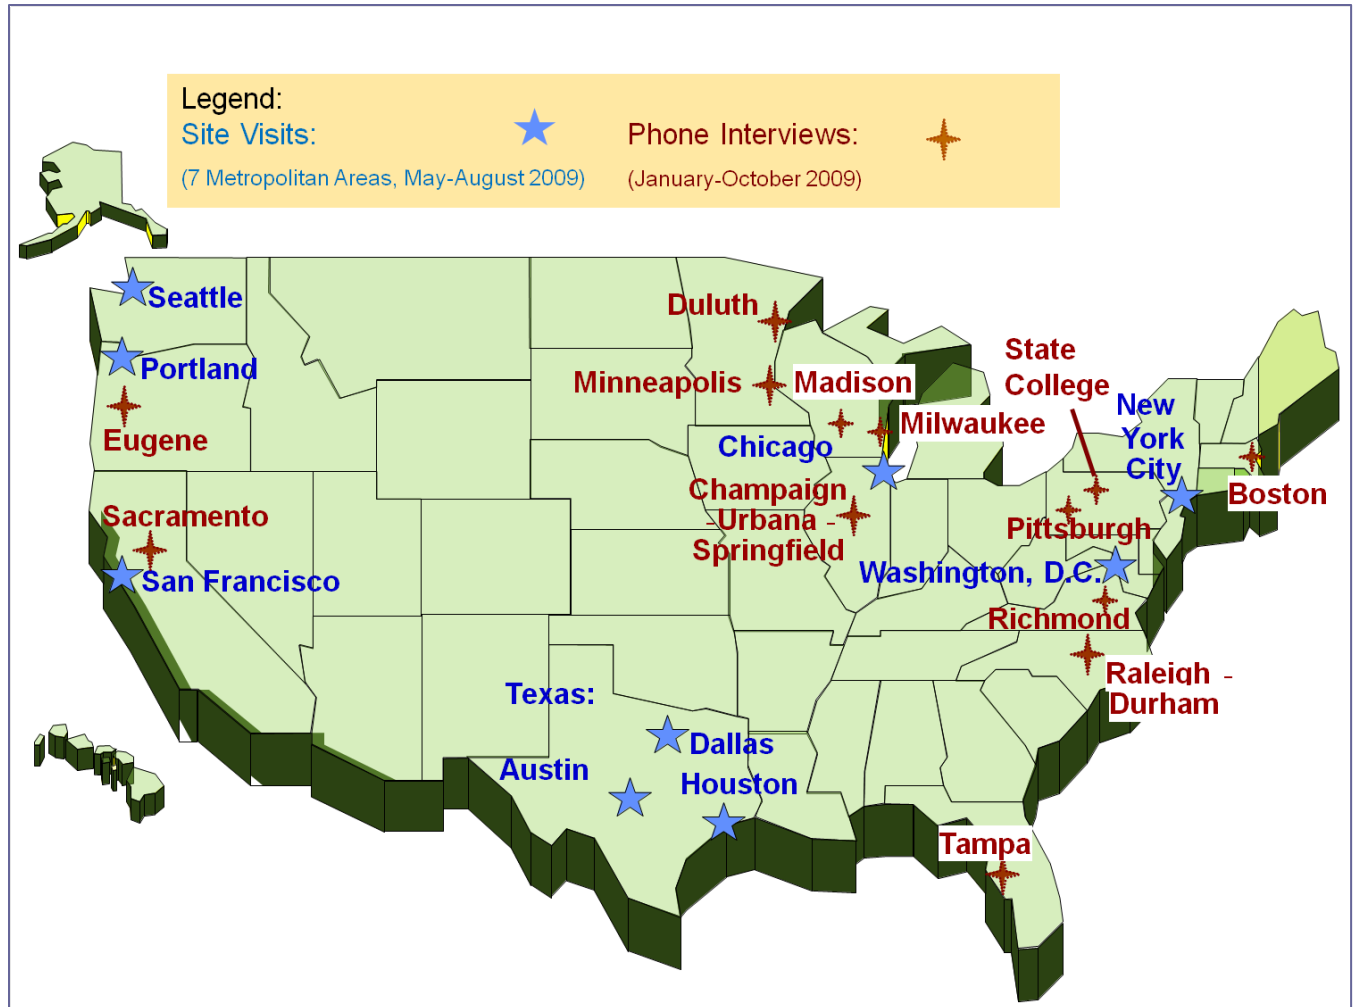 Legend:
Site Visits:
Phone Interviews:
(7 Metropolitan Areas, May-August 2009)
(January-October 2009)
Seattle
Duluth
State
College
Portland
Minneapolis
Madison
New
York
City
Eugene
Milwaukee
Chicago
Champaign
-Urbana -
Springfield
Boston
Sacramento
Pittsburgh
San Francisco
Washington, D.C.
Richmond
Raleigh -
Durham
Texas:
Dallas
Austin
Houston
Tampa